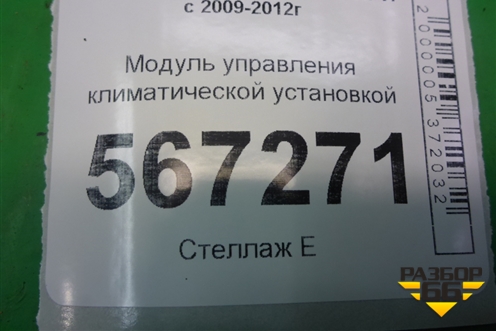 с 2009-2012г
Модуль управления
климатической установкой
567271
Стеллаж Е
2000005372032
РАЗБОР
66